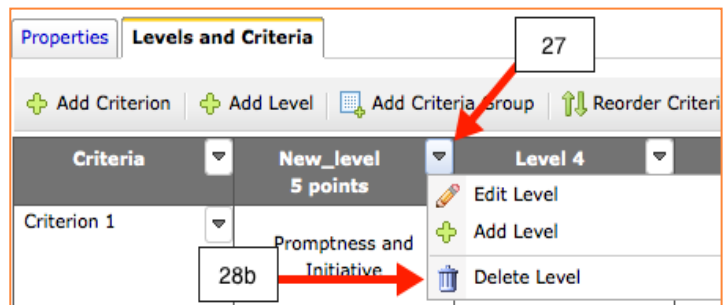 Properties Levels and Criteria
27
Add Criterion Add Level Add Criteria Group Reorder Criteri
Criteria New_level Level 4
5 points
Edit Level
Criterion 1
Add Level
Promptness and
Initiative
28b
Delete Level